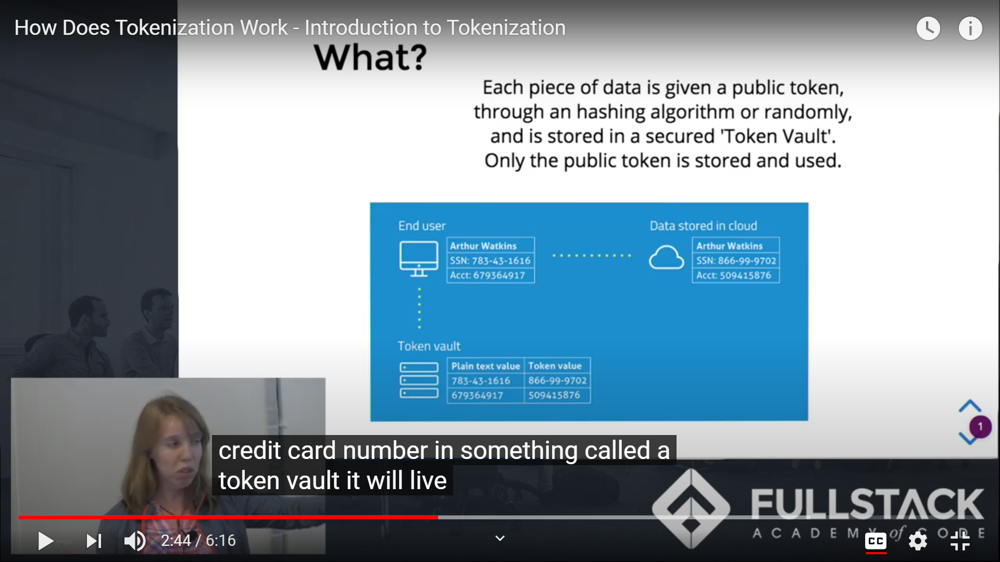 How Does Tokenization Work - Introduction to Tokenization
What?
Each piece of data is given a public token,
through an hashing algorithm or randomly,
and is stored in a secured 'Token Vault'.
Only the public token is stored and used.
End user
Arthur Watkins
SSN: 783-43-1616
Acct: 679364917
Data stored in cloud
Arthur Watkins
SSN: 866-99-9702
Acct: 509415876
Token vault
Plain text value Token value
783-43-1616 866-99-9702
679364917 509415876
1
credit card number in something called a
token vault it will live
FULLSTACK
ACADEMY of CODE
2:44 / 6:16
CC